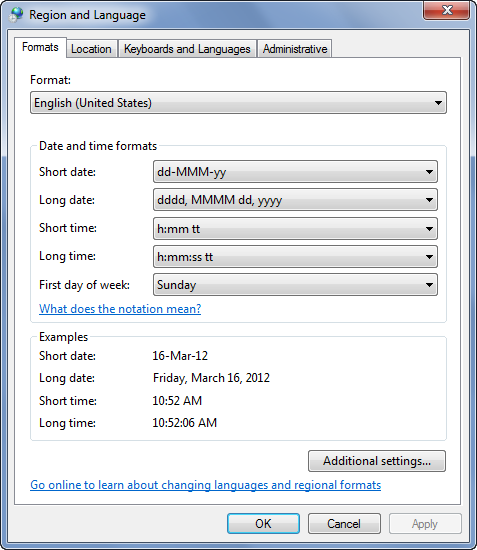 Region and Language
Formats Location Keyboards and Languages Administrative
Format:
English (United States)
Date and time formats
Short date: dd-MMM-yy
Long date: dddd, MMMM dd, yyyy
Short time: h:mm tt
Long time: h:mm:ss tt
First day of week: Sunday
What does the notation mean?
Examples
Short date: 16-Mar-12
Long date: Friday, March 16, 2012
Short time: 10:52 AM
Long time: 10:52:06 AM
Additional settings...
Go online to learn about changing languages and regional formats
OK Cancel Apply